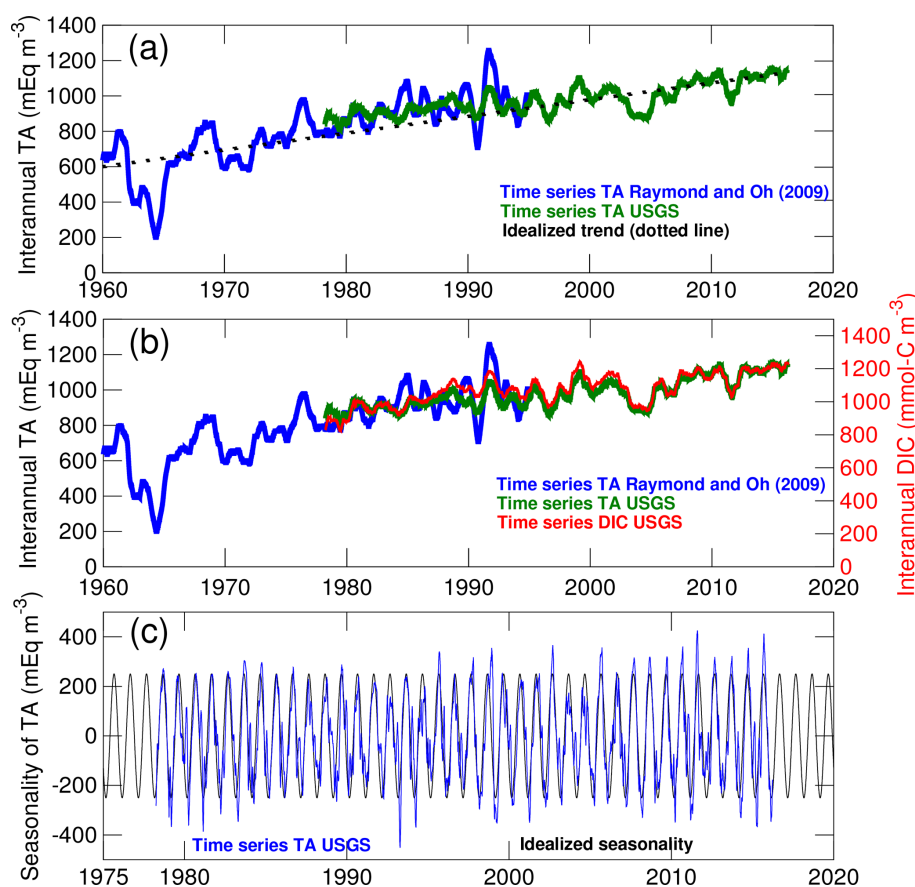 (a)
Interannual TA (mEq m-3)
1400
1200
1000
800
600
400
200
0
Time series TA Raymond and Oh (2009)
Time series TA USGS
Idealized trend (dotted line)
1960 1970 1980 1990 2000 2010 2020
(b)
Interannual TA (mEq m-3)
1400
1200
1000
800
600
400
200
0
Time series TA Raymond and Oh (2009)
Time series TA USGS
Time series DIC USGS
1400
1200
1000
800
600
400
200
0
Interannual DIC (mmol-C m-3)
1960 1970 1980 1990 2000 2010 2020
(c)
Seasonality of TA (mEq m-3)
400
200
0
-200
-400
Time series TA USGS Idealized seasonality
1975 1980 1990 2000 2010 2020